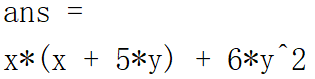 ans =
x*(x + 5*y) + 6*y^2